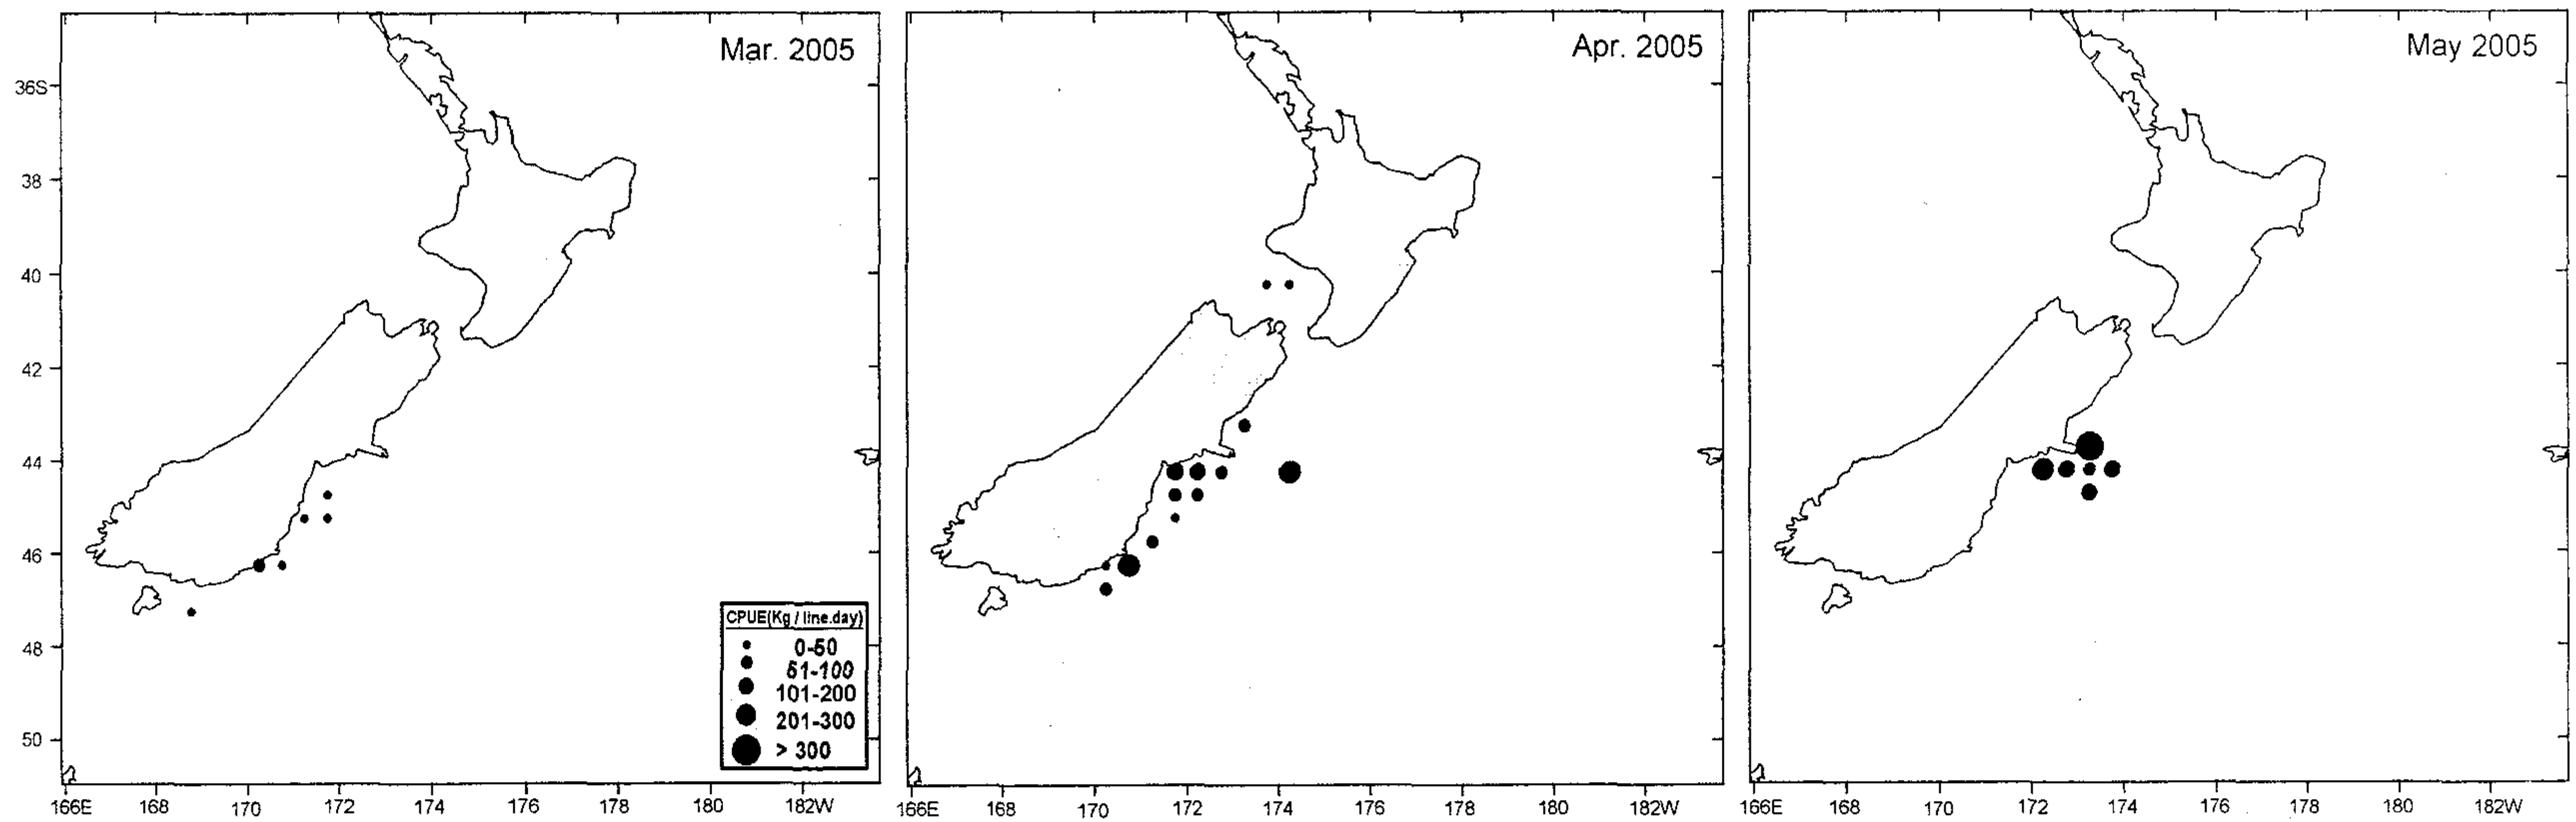 Mar. 2005
Apr. 2005
May 2005
36S
38
40
42
44
46
48
50
CPUE(Kg / line.day)
0-50
51-100
101-200
201-300
> 300
166E 168 170 172 174 176 178 180 182W
166E 168 170 172 174 176 178 180 182W
166E 168 170 172 174 176 178 180 182W